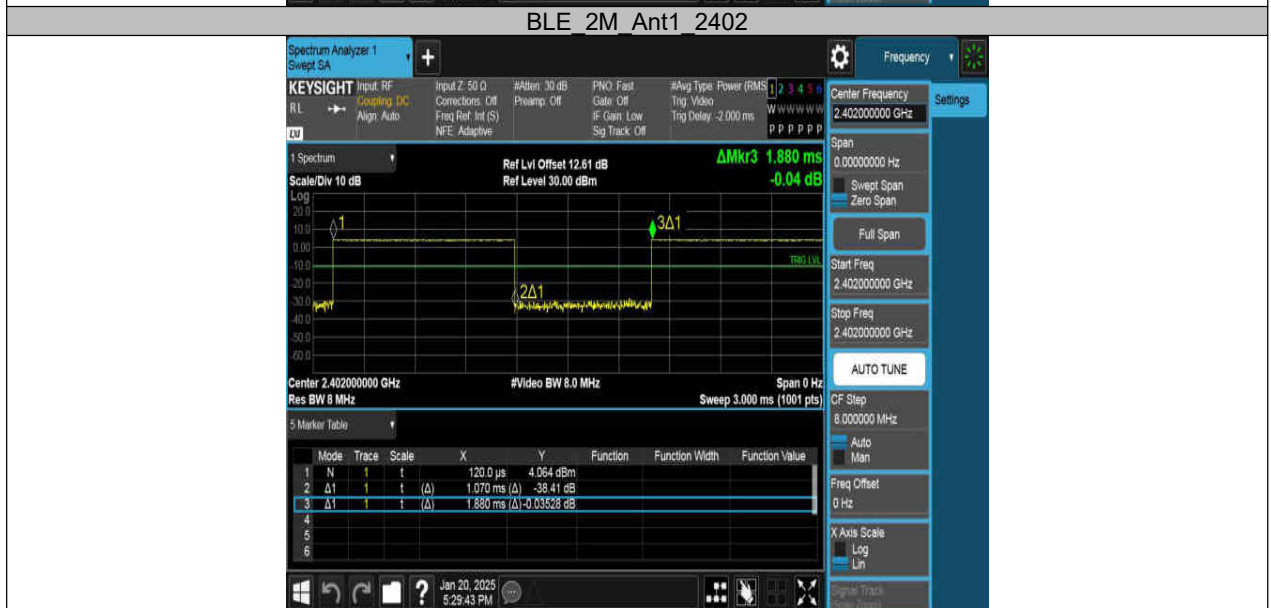 BLE_2M_Ant1_2402
Spectrum Analyzer 1
Swept SA
+
Frequency
KEYSIGHT
RL
Input: RF
Coupling: DC
Align: Auto
Input Z: 50 Ω
Corrections: Off
Freq Ref: Int (S)
NFE: Adaptive
#Atten: 30 dB
Preamp: Off
PNO: Fast
Gate: Off
IF Gain: Low
Sig Track: Off
#Avg Type: Power (RMS
Trig: Video
Trig Delay: -2.000 ms
1 2 3 4 5 6
W W W W W W
P P P P P P
Settings
Center Frequency
2.402000000 GHz
Span
0.00000000 Hz
Swept Span
Zero Span
Full Span
Start Freq
2.402000000 GHz
Stop Freq
2.402000000 GHz
AUTO TUNE
CF Step
8.000000 MHz
Auto
Man
Freq Offset
0 Hz
X Axis Scale
Log
Lin
Signal Track
1 Spectrum
Scale/Div 10 dB
Ref Lvl Offset 12.61 dB
Ref Level 30.00 dBm
ΔMkr3 1.880 ms
-0.04 dB
Log
20.0
10.0
0.00
-10.0
-20.0
-30.0
-40.0
-50.0
-60.0
1
2Δ1
3Δ1
TRIG LVL
Center 2.402000000 GHz
#Video BW 8.0 MHz
Span 0 Hz
Res BW 8 MHz
Sweep 3.000 ms (1001 pts)
5 Marker Table
Mode Trace Scale X Y Function Function Width Function Value
1 N 1 t 120.0 µs 4.064 dBm
2 Δ1 1 t (Δ) 1.070 ms (Δ) -38.41 dB
3 Δ1 1 t (Δ) 1.880 ms (Δ) -0.03528 dB
4
5
6
?
Jan 20, 2025
5:29:43 PM